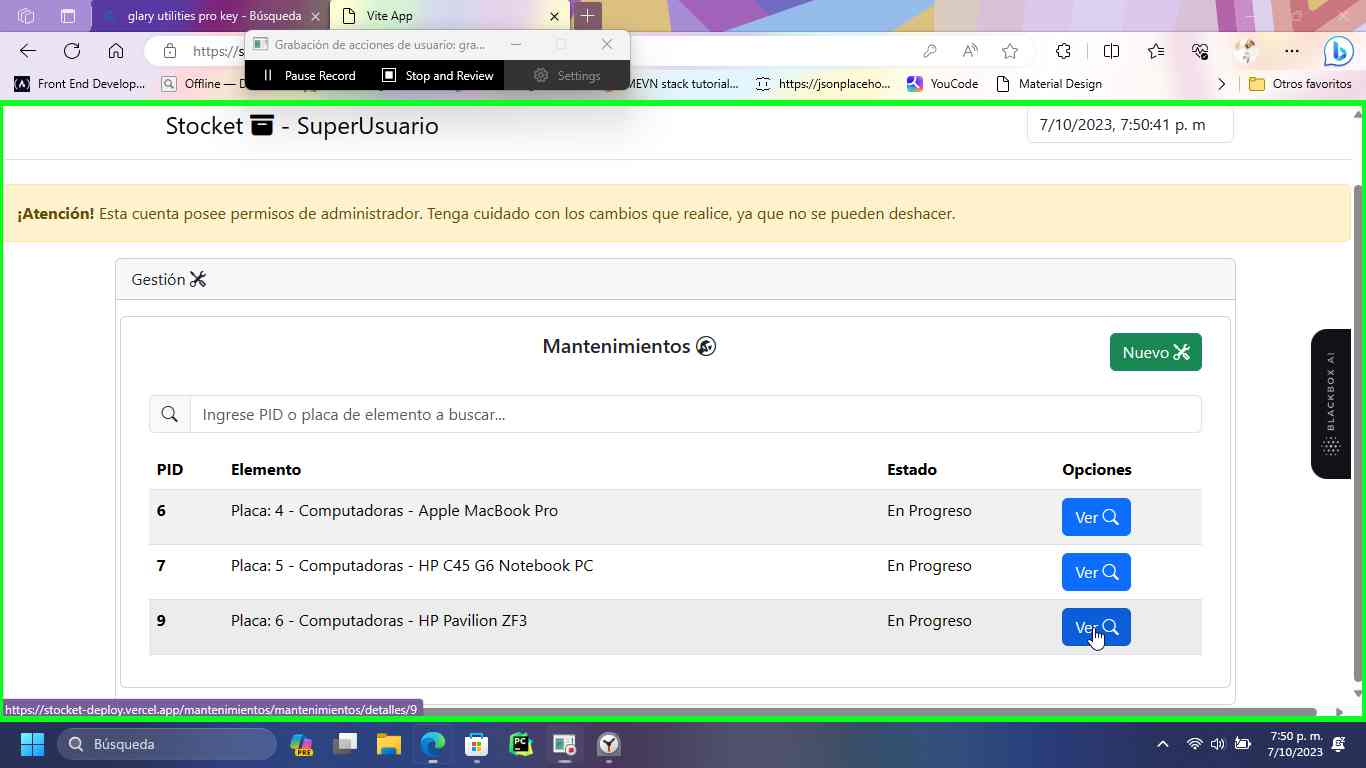 glary utilities pro key - Búsqueda
Vite App
Grabación de acciones de usuario: gra...
https://s
Pause Record
Stop and Review
Settings
Front End Develop...
Offline —
MEVN stack tutorial...
https://jsonplaceho...
YouCode
Material Design
Otros favoritos
Stocket - SuperUsuario
7/10/2023, 7:50:41 p. m
¡Atención! Esta cuenta posee permisos de administrador. Tenga cuidado con los cambios que realice, ya que no se pueden deshacer.
Gestión
Mantenimientos
Nuevo
Ingrese PID o placa de elemento a buscar...
PID Elemento Estado Opciones
6 Placa: 4 - Computadoras - Apple MacBook Pro En Progreso Ver
7 Placa: 5 - Computadoras - HP C45 G6 Notebook PC En Progreso Ver
9 Placa: 6 - Computadoras - HP Pavilion ZF3 En Progreso Ver
BLACKBOX AI
https://stocket-deploy.vercel.app/mantenimientos/mantenimientos/detalles/9
Búsqueda
PRE
PC
7:50 p. m.
7/10/2023